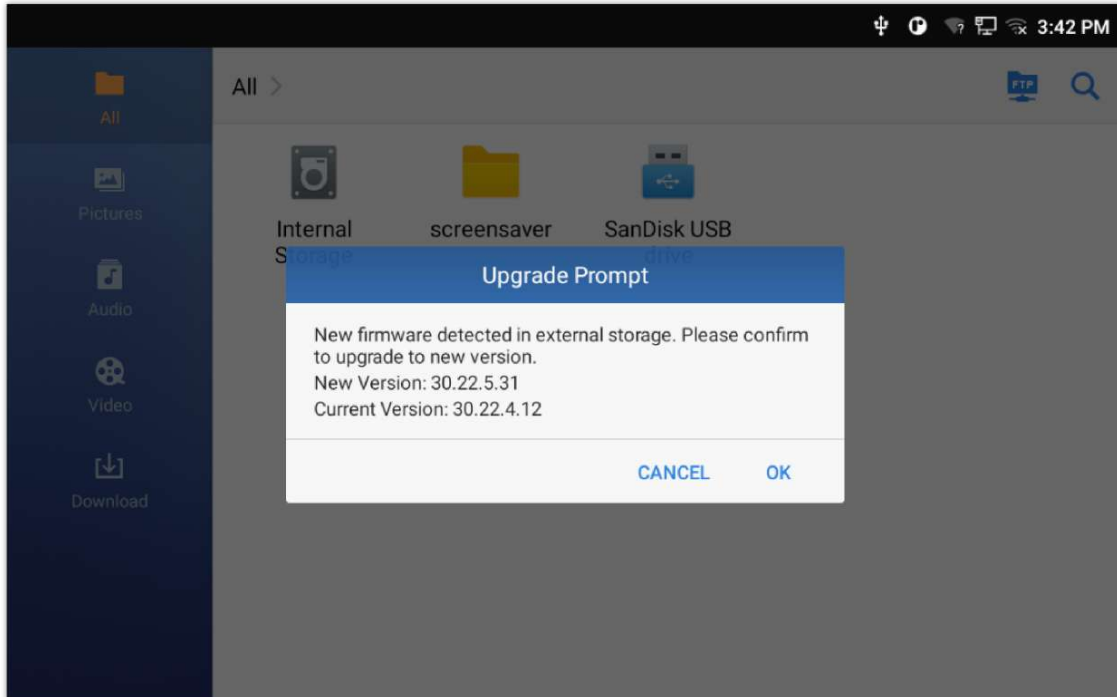 3:42 PM
All
Pictures
Audio
Video
Download
All >
FTP
Internal
Storage
screensaver
SanDisk USB
drive
Upgrade Prompt
New firmware detected in external storage. Please confirm
to upgrade to new version.
New Version: 30.22.5.31
Current Version: 30.22.4.12
CANCEL OK